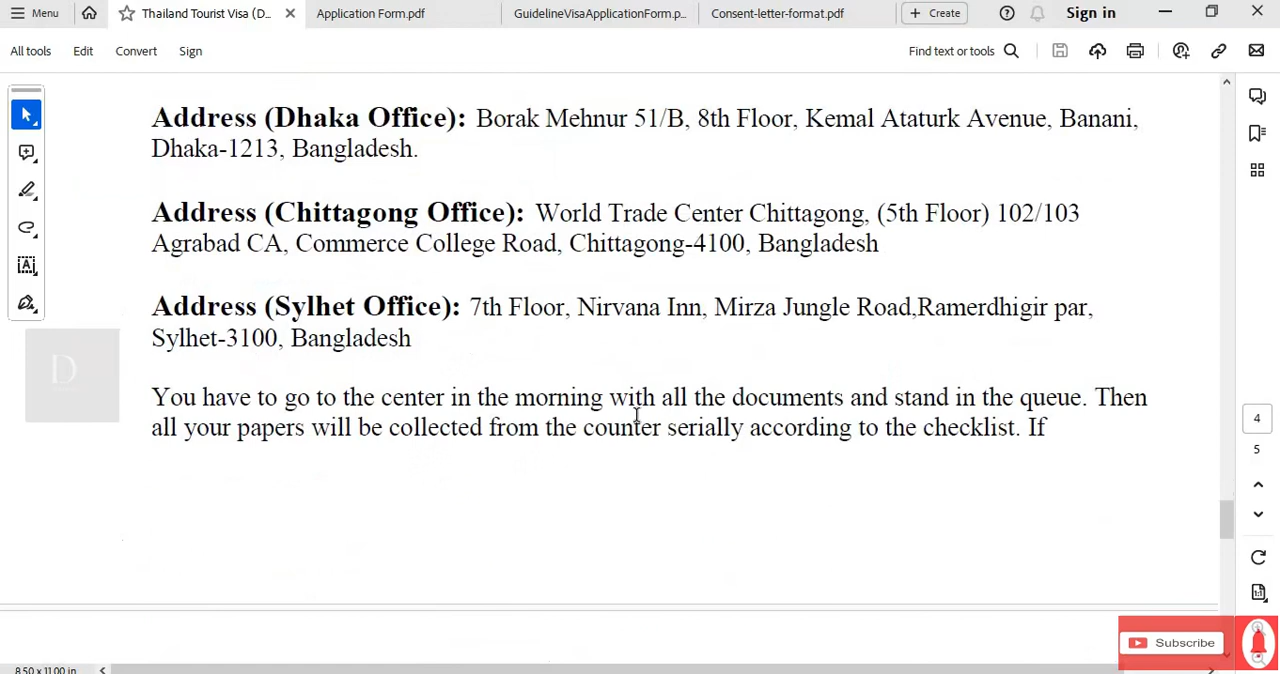 Menu
Thailand Tourist Visa (D...
Application Form.pdf
GuidelineVisaApplicationForm.p...
Consent-letter-format.pdf
Create
Sign in
All tools
Edit
Convert
Sign
Find text or tools
Address (Dhaka Office): Borak Mehnur 51/B, 8th Floor, Kemal Ataturk Avenue, Banani,
Dhaka-1213, Bangladesh.
Address (Chittagong Office): World Trade Center Chittagong, (5th Floor) 102/103
Agrabad CA, Commerce College Road, Chittagong-4100, Bangladesh
Address (Sylhet Office): 7th Floor, Nirvana Inn, Mirza Jungle Road,Ramerdhigir par,
Sylhet-3100, Bangladesh
D
You have to go to the center in the morning with all the documents and stand in the queue. Then
all your papers will be collected from the counter serially according to the checklist. If
4
5
1:1
Subscribe
8.50 x 11.00 in